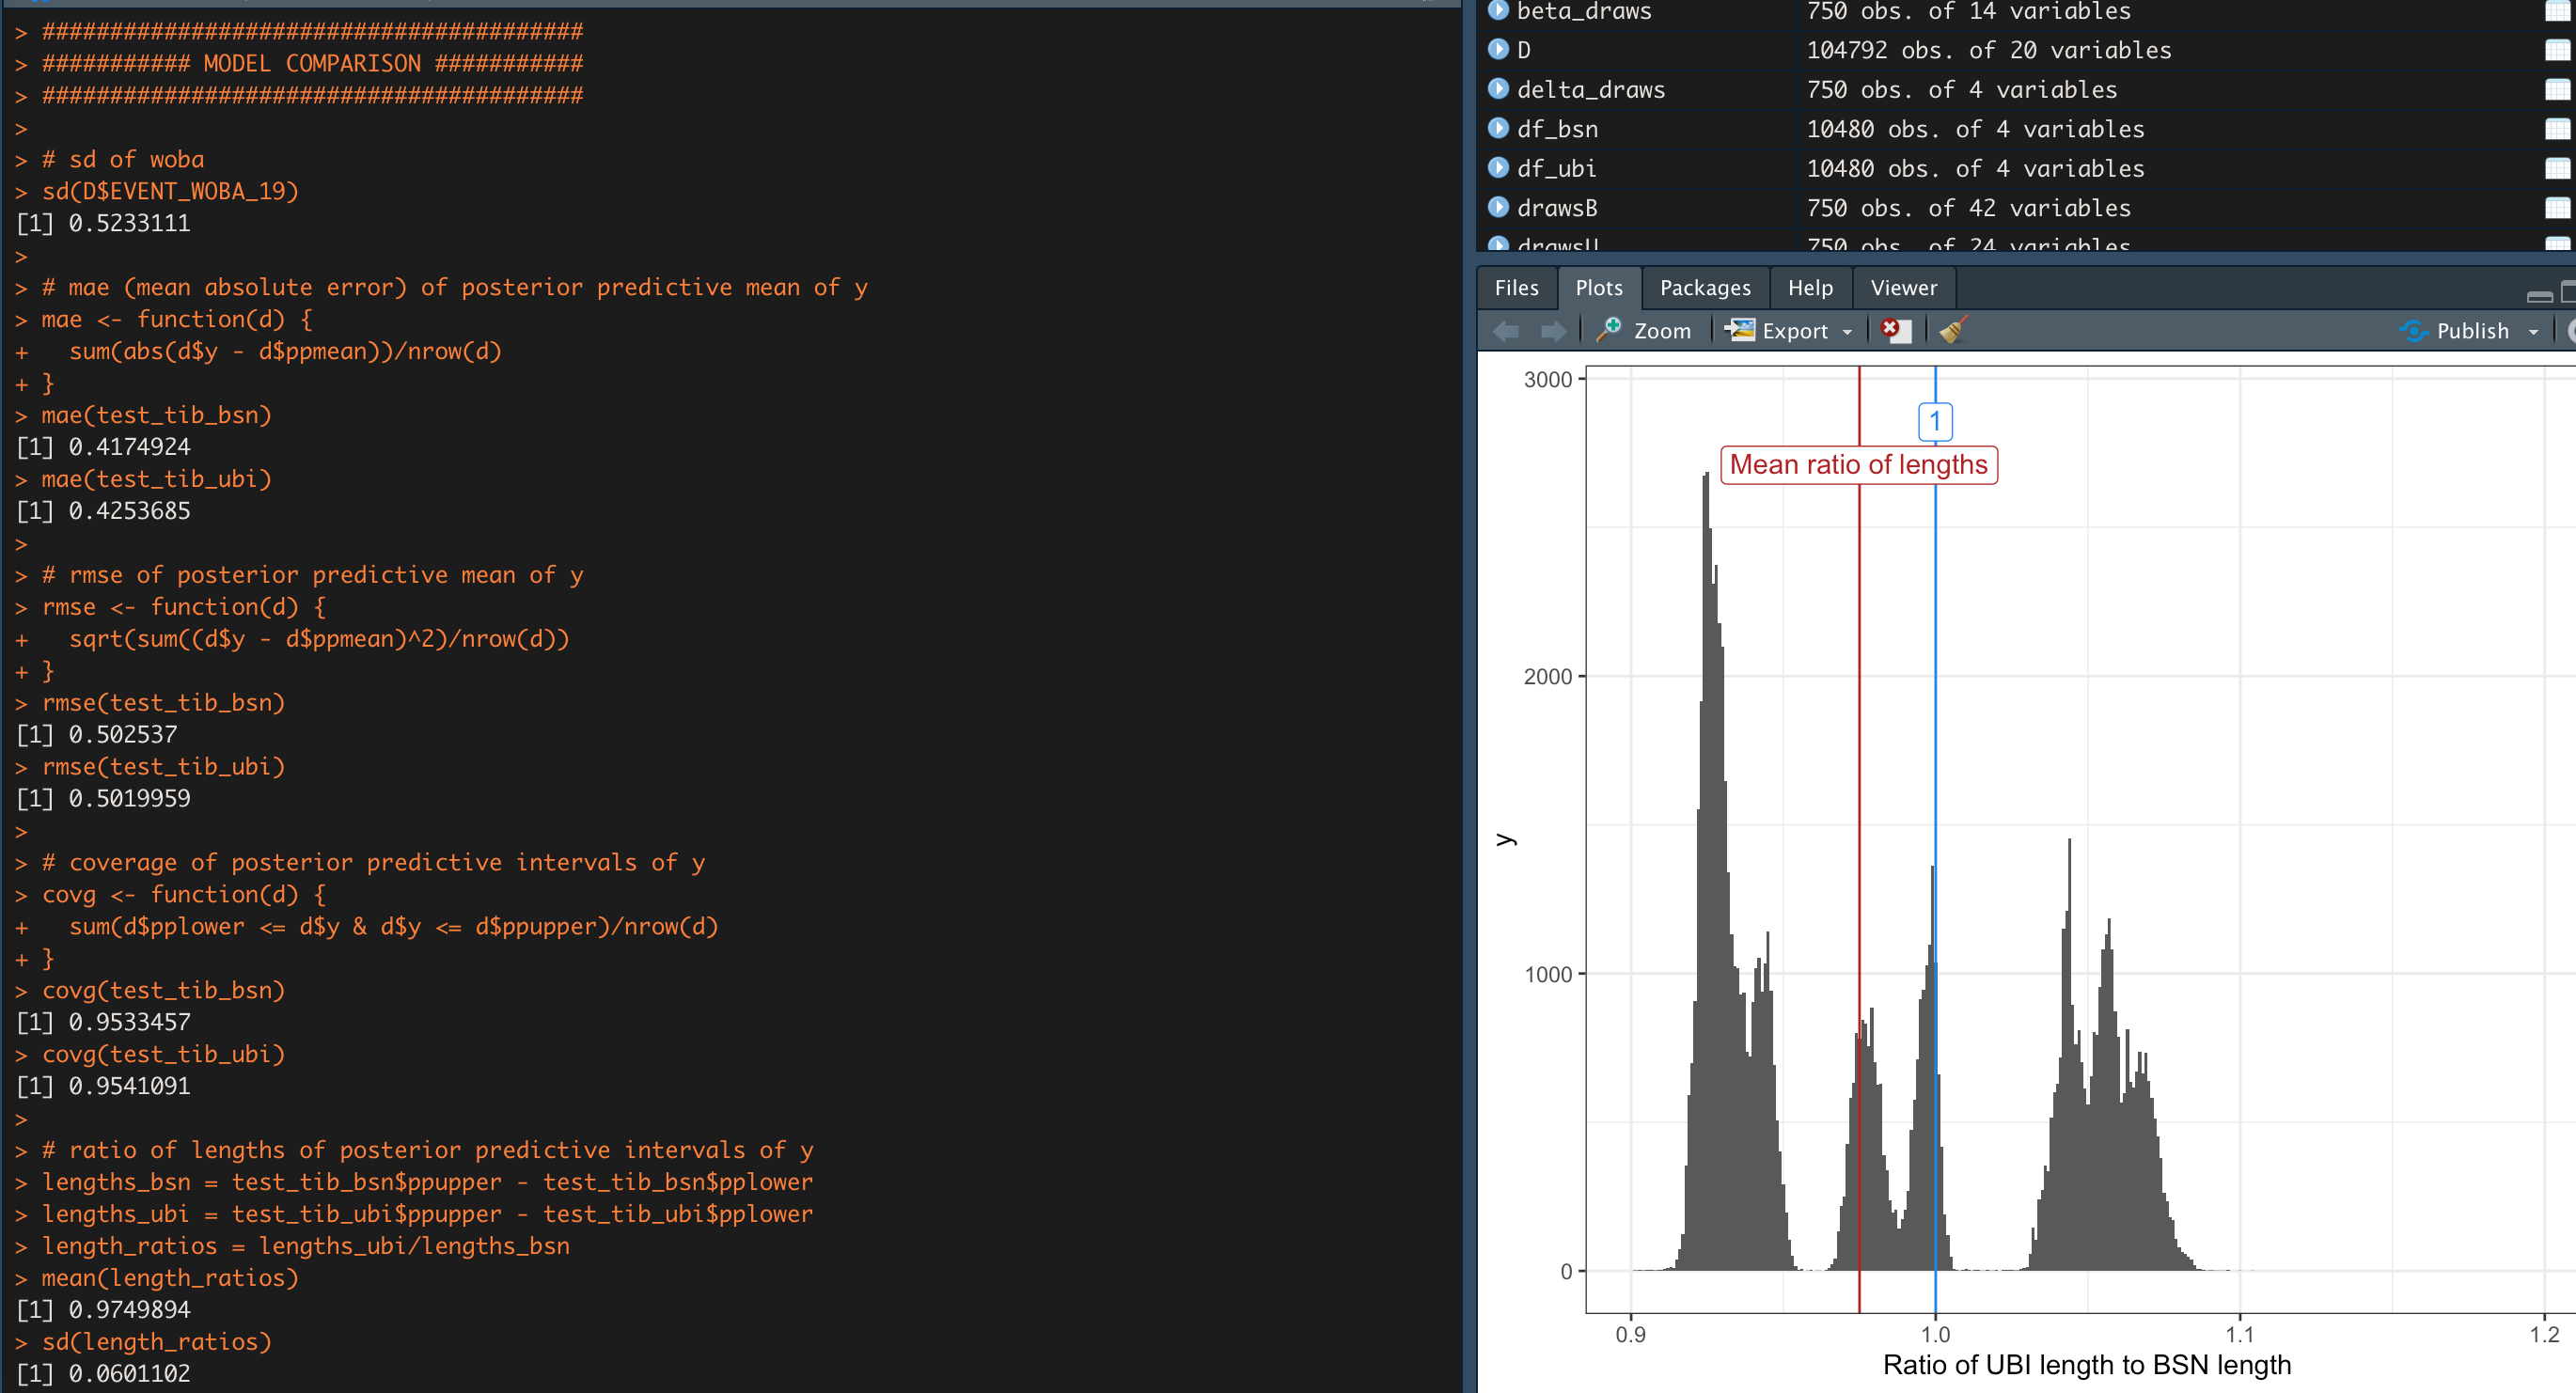 > ########################################
> ########### MODEL COMPARISON ###########
> ########################################
>
> # sd of woba
> sd(D$EVENT_WOBA_19)
[1] 0.5233111
>
> # mae (mean absolute error) of posterior predictive mean of y
> mae <- function(d) {
+   sum(abs(d$y - d$ppmean))/nrow(d)
+ }
> mae(test_tib_bsn)
[1] 0.4174924
> mae(test_tib_ubi)
[1] 0.4253685
>
> # rmse of posterior predictive mean of y
> rmse <- function(d) {
+   sqrt(sum((d$y - d$ppmean)^2)/nrow(d))
+ }
> rmse(test_tib_bsn)
[1] 0.502537
> rmse(test_tib_ubi)
[1] 0.5019959
>
> # coverage of posterior predictive intervals of y
> covg <- function(d) {
+   sum(d$pplower <= d$y & d$y <= d$ppupper)/nrow(d)
+ }
> covg(test_tib_bsn)
[1] 0.9533457
> covg(test_tib_ubi)
[1] 0.9541091
>
> # ratio of lengths of posterior predictive intervals of y
> lengths_bsn = test_tib_bsn$ppupper - test_tib_bsn$pplower
> lengths_ubi = test_tib_ubi$ppupper - test_tib_ubi$pplower
> length_ratios = lengths_ubi/lengths_bsn
> mean(length_ratios)
[1] 0.9749894
> sd(length_ratios)
[1] 0.0601102
beta_draws 750 obs. of 14 variables
D 104792 obs. of 20 variables
delta_draws 750 obs. of 4 variables
df_bsn 10480 obs. of 4 variables
df_ubi 10480 obs. of 4 variables
drawsB 750 obs. of 42 variables
drawsU 750 obs. of 24 variables
Files Plots Packages Help Viewer
Zoom Export Publish
3000
1
Mean ratio of lengths
2000
y
1000
0
0.9 1.0 1.1 1.2
Ratio of UBI length to BSN length